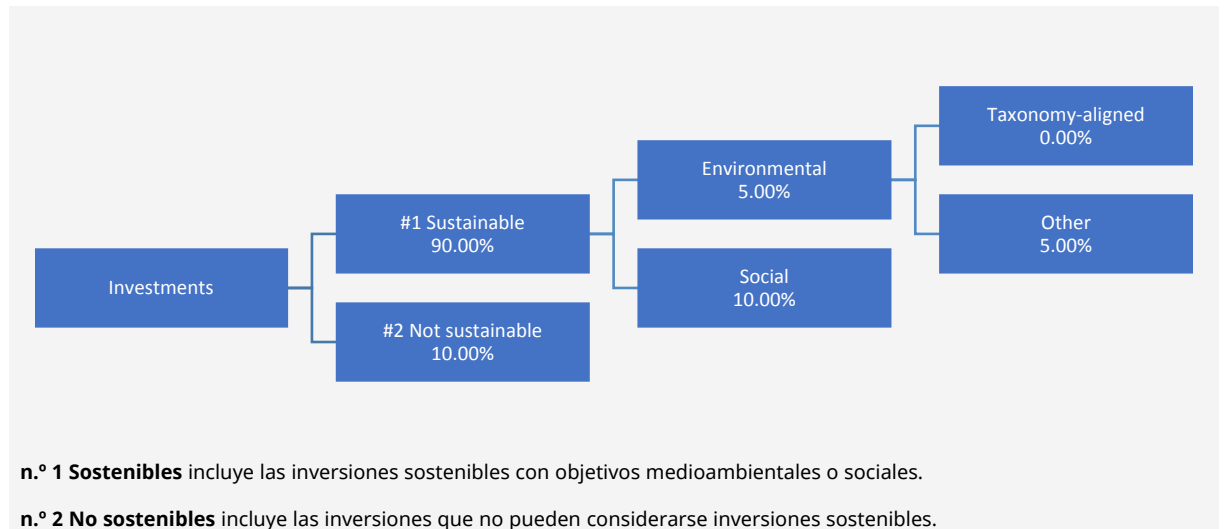 Investments
#1 Sustainable
90.00%
#2 Not sustainable
10.00%
Environmental
5.00%
Social
10.00%
Taxonomy-aligned
0.00%
Other
5.00%
n.º 1 Sostenibles incluye las inversiones sostenibles con objetivos medioambientales o sociales.
n.º 2 No sostenibles incluye las inversiones que no pueden considerarse inversiones sostenibles.